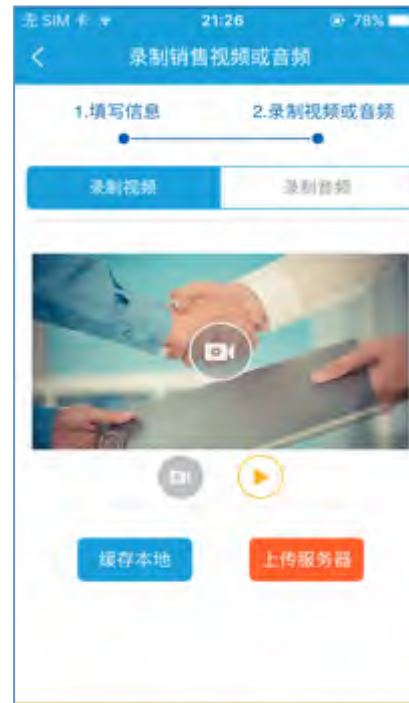 无 SIM 卡 21:26 78%
录制销售视频或音频
1.填写信息 2.录制视频或音频
录制视频 录制音频
缓存本地 上传服务器